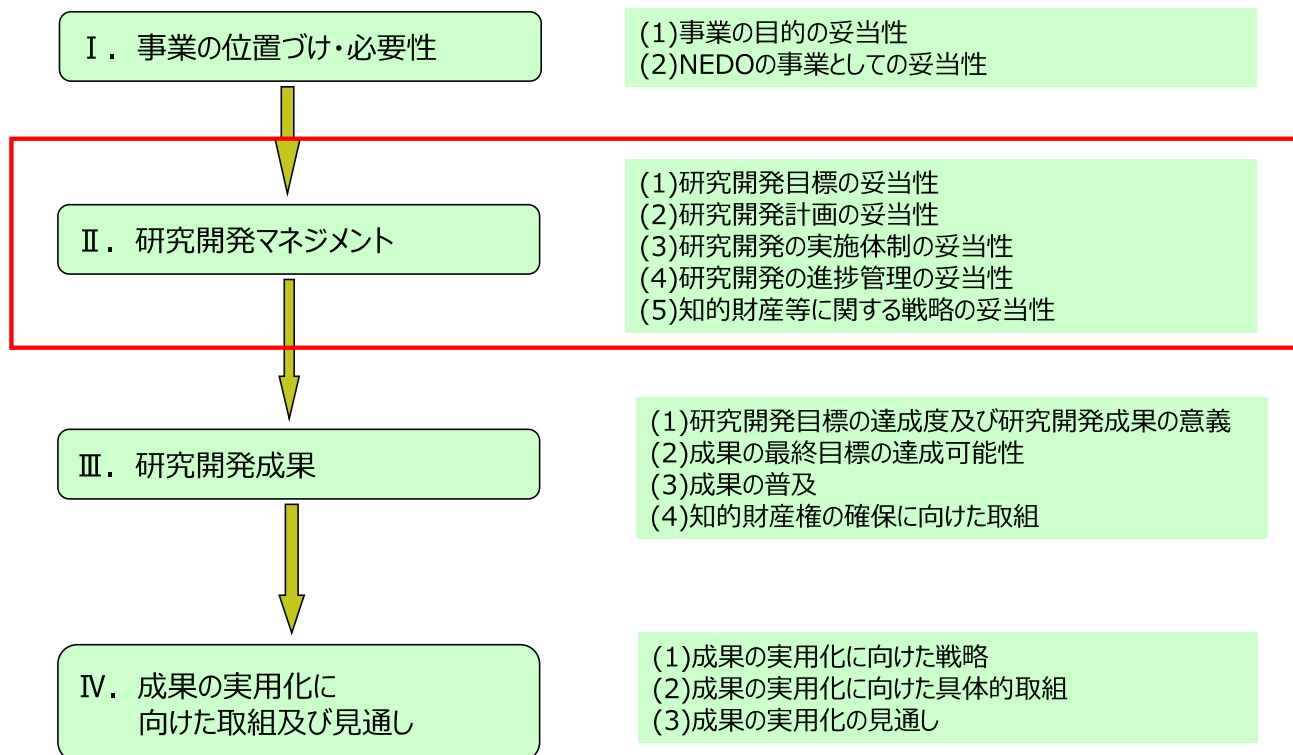 Ⅰ．事業の位置づけ・必要性
(1)事業の目的の妥当性
(2)NEDOの事業としての妥当性
Ⅱ．研究開発マネジメント
(1)研究開発目標の妥当性
(2)研究開発計画の妥当性
(3)研究開発の実施体制の妥当性
(4)研究開発の進捗管理の妥当性
(5)知的財産等に関する戦略の妥当性
Ⅲ．研究開発成果
(1)研究開発目標の達成度及び研究開発成果の意義
(2)成果の最終目標の達成可能性
(3)成果の普及
(4)知的財産権の確保に向けた取組
Ⅳ．成果の実用化に
向けた取組及び見通し
(1)成果の実用化に向けた戦略
(2)成果の実用化に向けた具体的取組
(3)成果の実用化の見通し